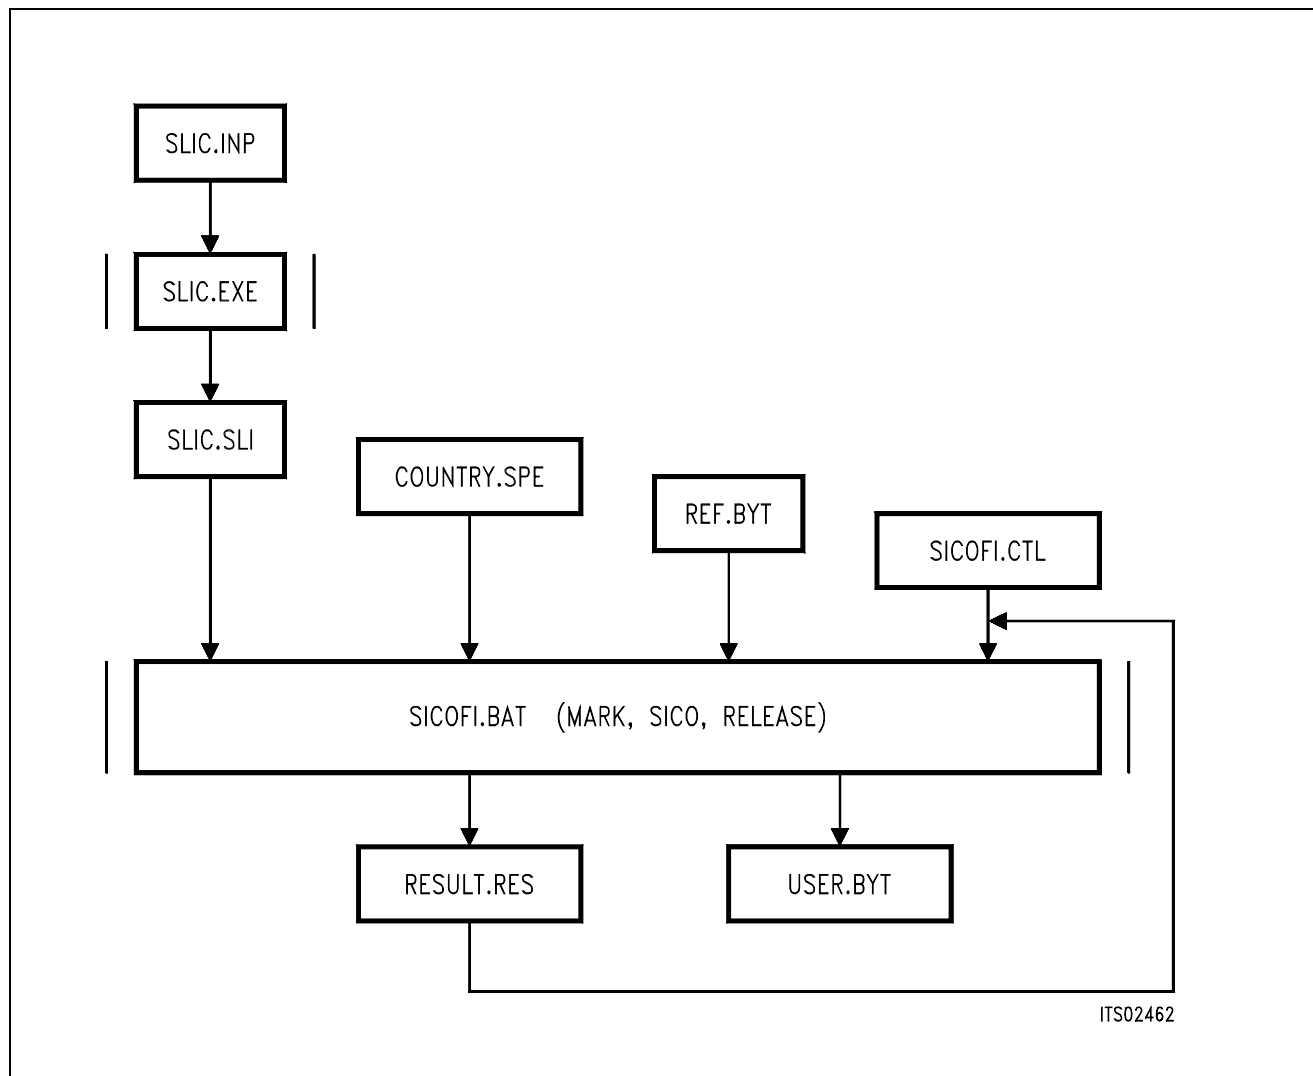 SLIC.INP
SLIC.EXE
SLIC.SLI
COUNTRY.SPE
REF.BYT
SICOFI.CTL
SICOFI.BAT (MARK, SICO, RELEASE)
RESULT.RES
USER.BYT
ITS02462